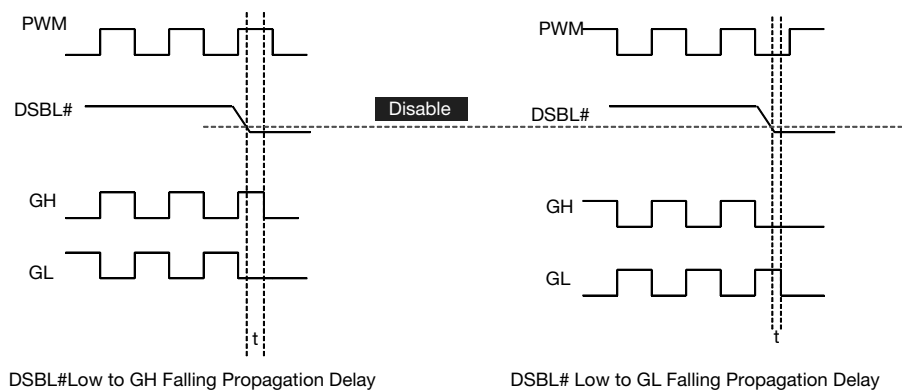 PWM
DSBL#
GH
GL
t
DSBL#Low to GH Falling Propagation Delay
Disable
PWM
DSBL#
GH
GL
t
DSBL# Low to GL Falling Propagation Delay